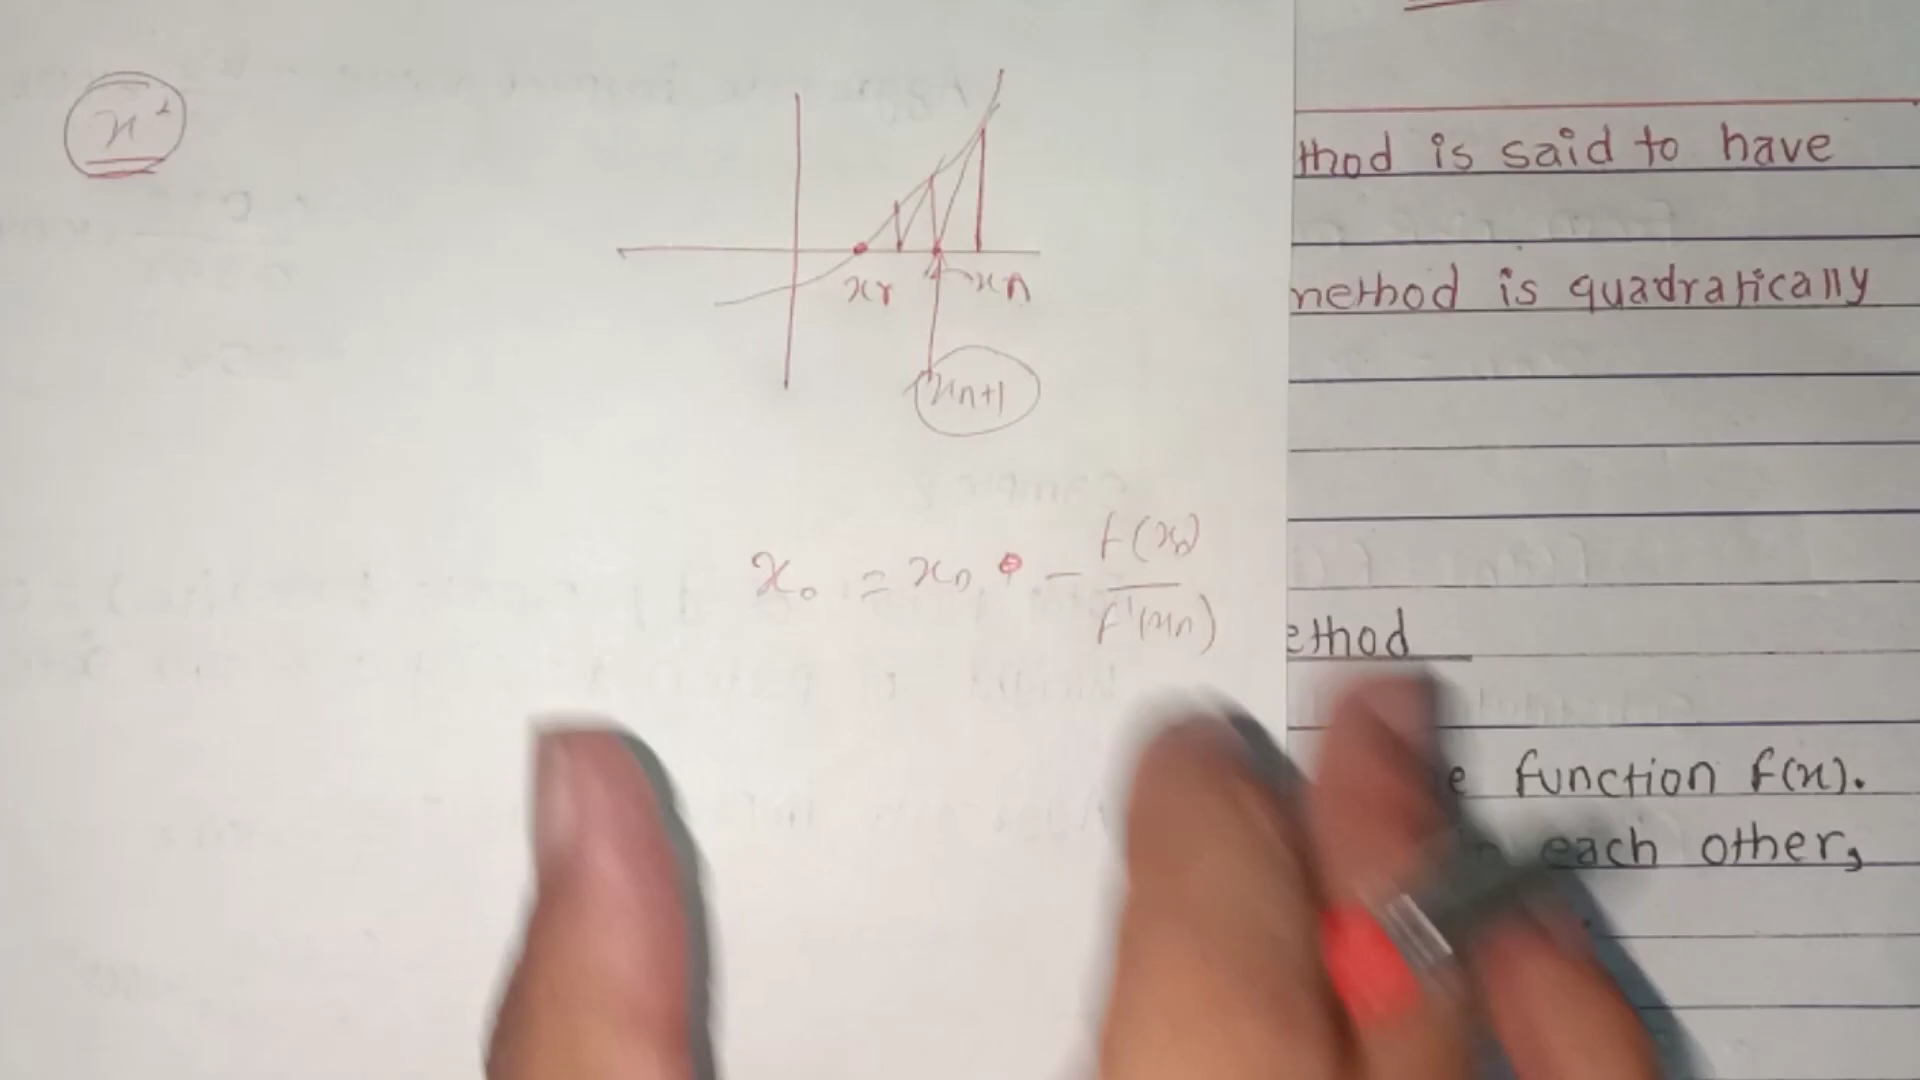 x²
xr
xn
xn+1
x₀ = xn - f(xn)
f'(xn)
thod is said to have
method is quadratically
ethod
e function f(x).
each other,